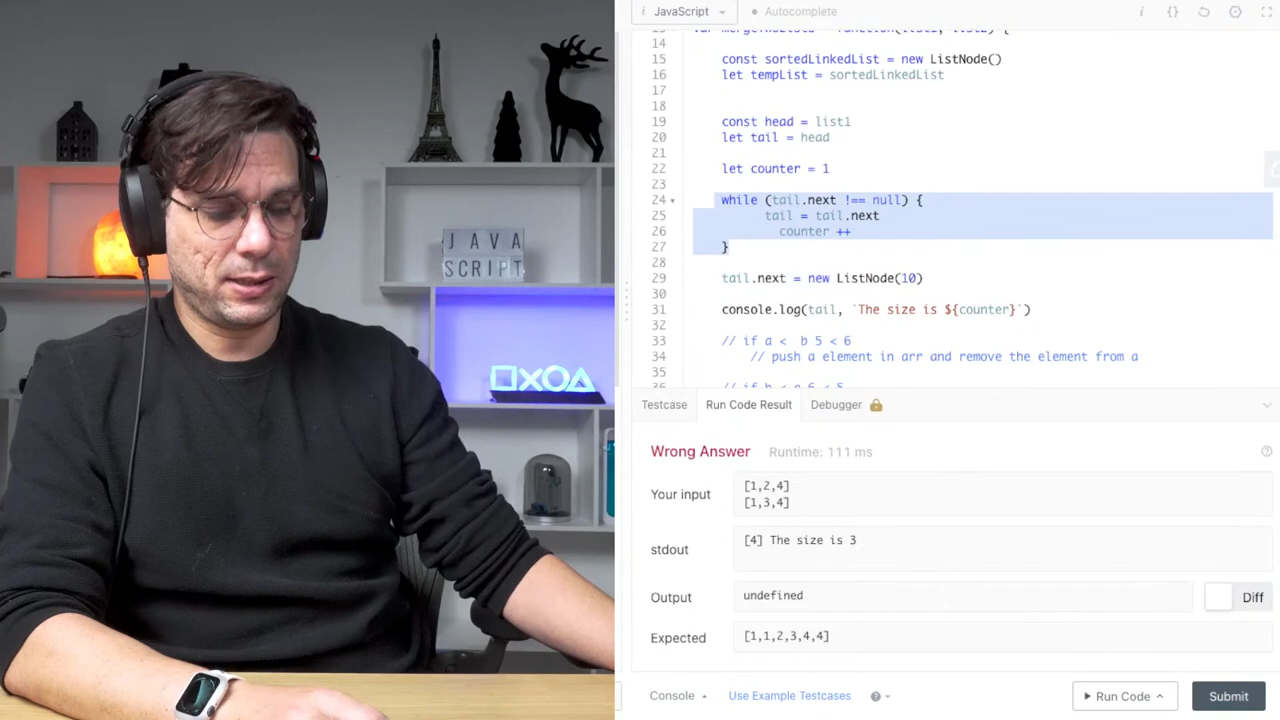 JAVA
SCRIPT
i JavaScript
Autocomplete
i {}
14
15 const sortedLinkedList = new ListNode()
16 let tempList = sortedLinkedList
17
18
19 const head = list1
20 let tail = head
21
22 let counter = 1
23
24 while (tail.next !== null) {
25 tail = tail.next
26 counter ++
27 }
28
29 tail.next = new ListNode(10)
30
31 console.log(tail, `The size is ${counter}`)
32
33 // if a < b 5 < 6
34 // push a element in arr and remove the element from a
35
Testcase Run Code Result Debugger
Wrong Answer Runtime: 111 ms
Your input
[1,2,4]
[1,3,4]
stdout
[4] The size is 3
Output
undefined
Diff
Expected
[1,1,2,3,4,4]
Console Use Example Testcases ? Run Code Submit